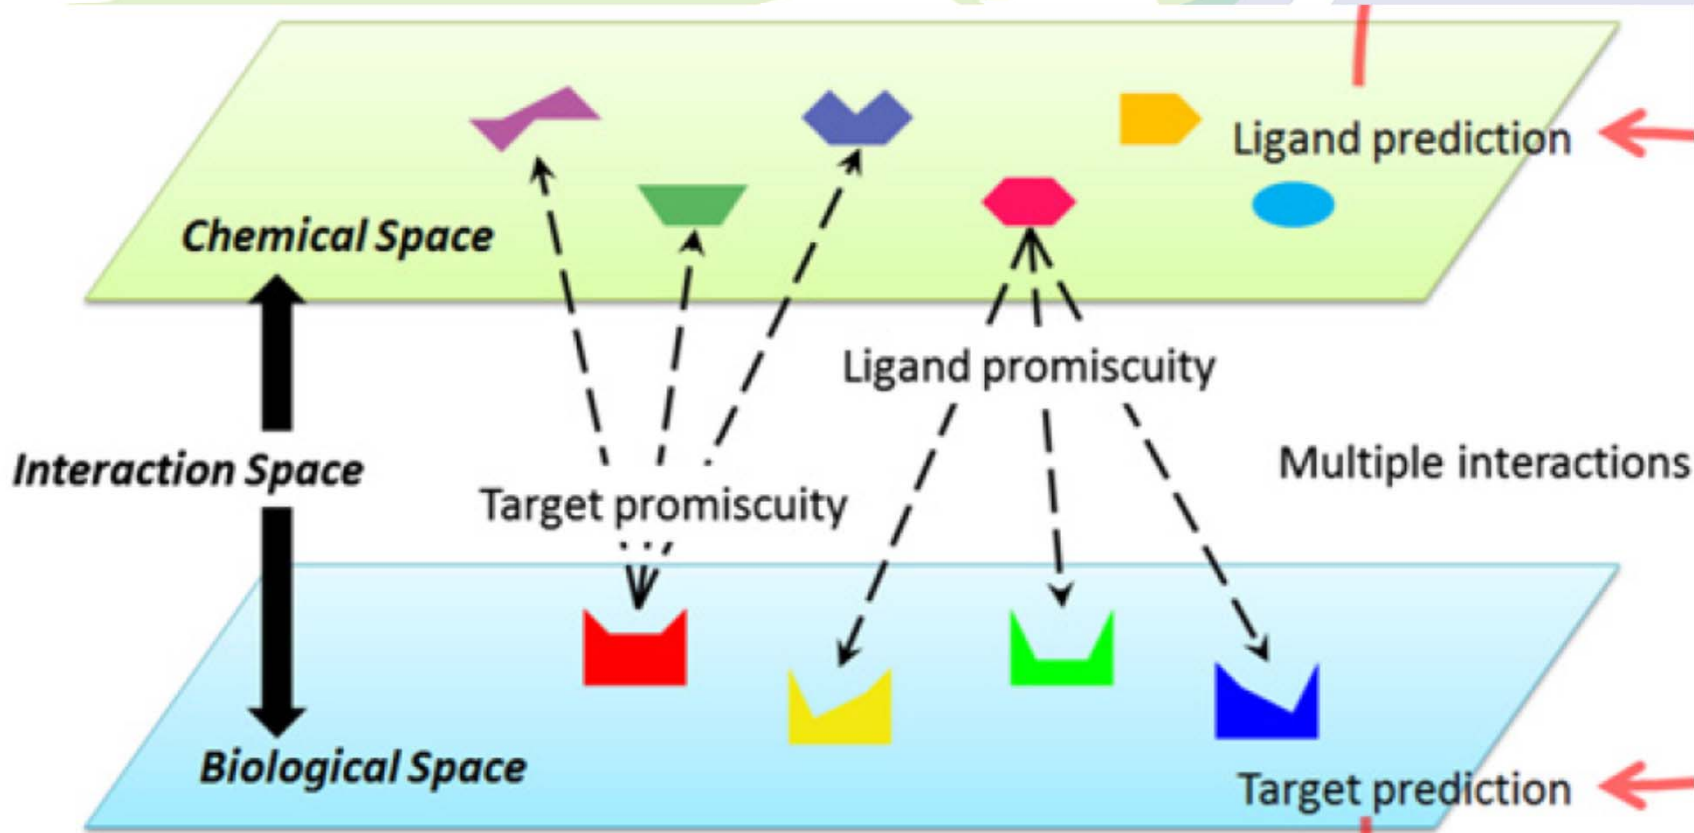 Ligand prediction
Chemical Space
Ligand promiscuity
Interaction Space
Multiple interactions
Target promiscuity
Biological Space
Target prediction